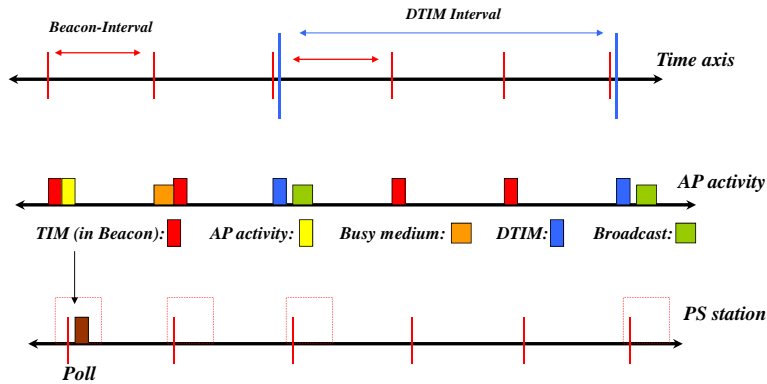 Beacon-Interval
DTIM Interval
Time axis
AP activity
TIM (in Beacon):
AP activity:
Busy medium:
DTIM:
Broadcast:
PS station
Poll